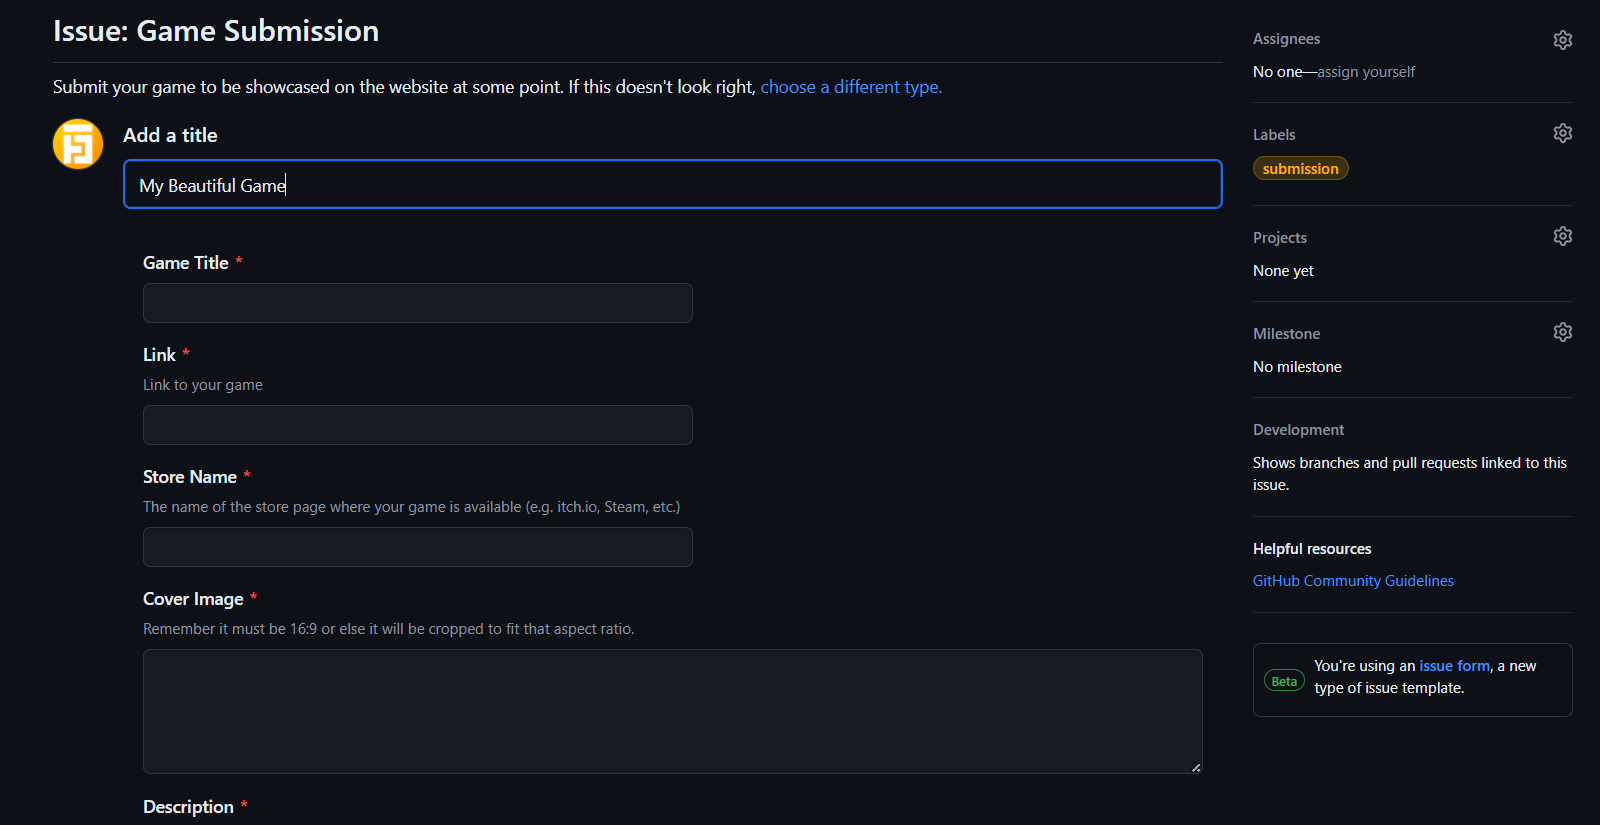 Issue: Game Submission
Submit your game to be showcased on the website at some point. If this doesn't look right, choose a different type.
Add a title
My Beautiful Game
Game Title *
Link *
Link to your game
Store Name *
The name of the store page where your game is available (e.g. itch.io, Steam, etc.)
Cover Image *
Remember it must be 16:9 or else it will be cropped to fit that aspect ratio.
Description *
Assignees
No one—assign yourself
Labels
submission
Projects
None yet
Milestone
No milestone
Development
Shows branches and pull requests linked to this
issue.
Helpful resources
GitHub Community Guidelines
Beta
You're using an issue form, a new
type of issue template.